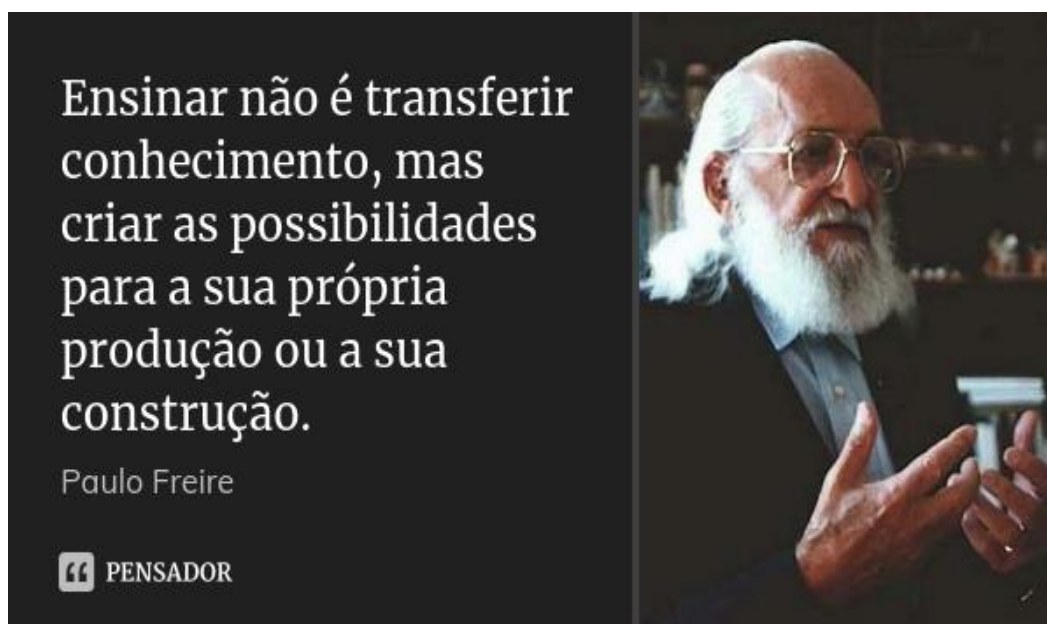 Ensinar não é transferir
conhecimento, mas
criar as possibilidades
para a sua própria
produção ou a sua
construção.
Paulo Freire
PENSADOR